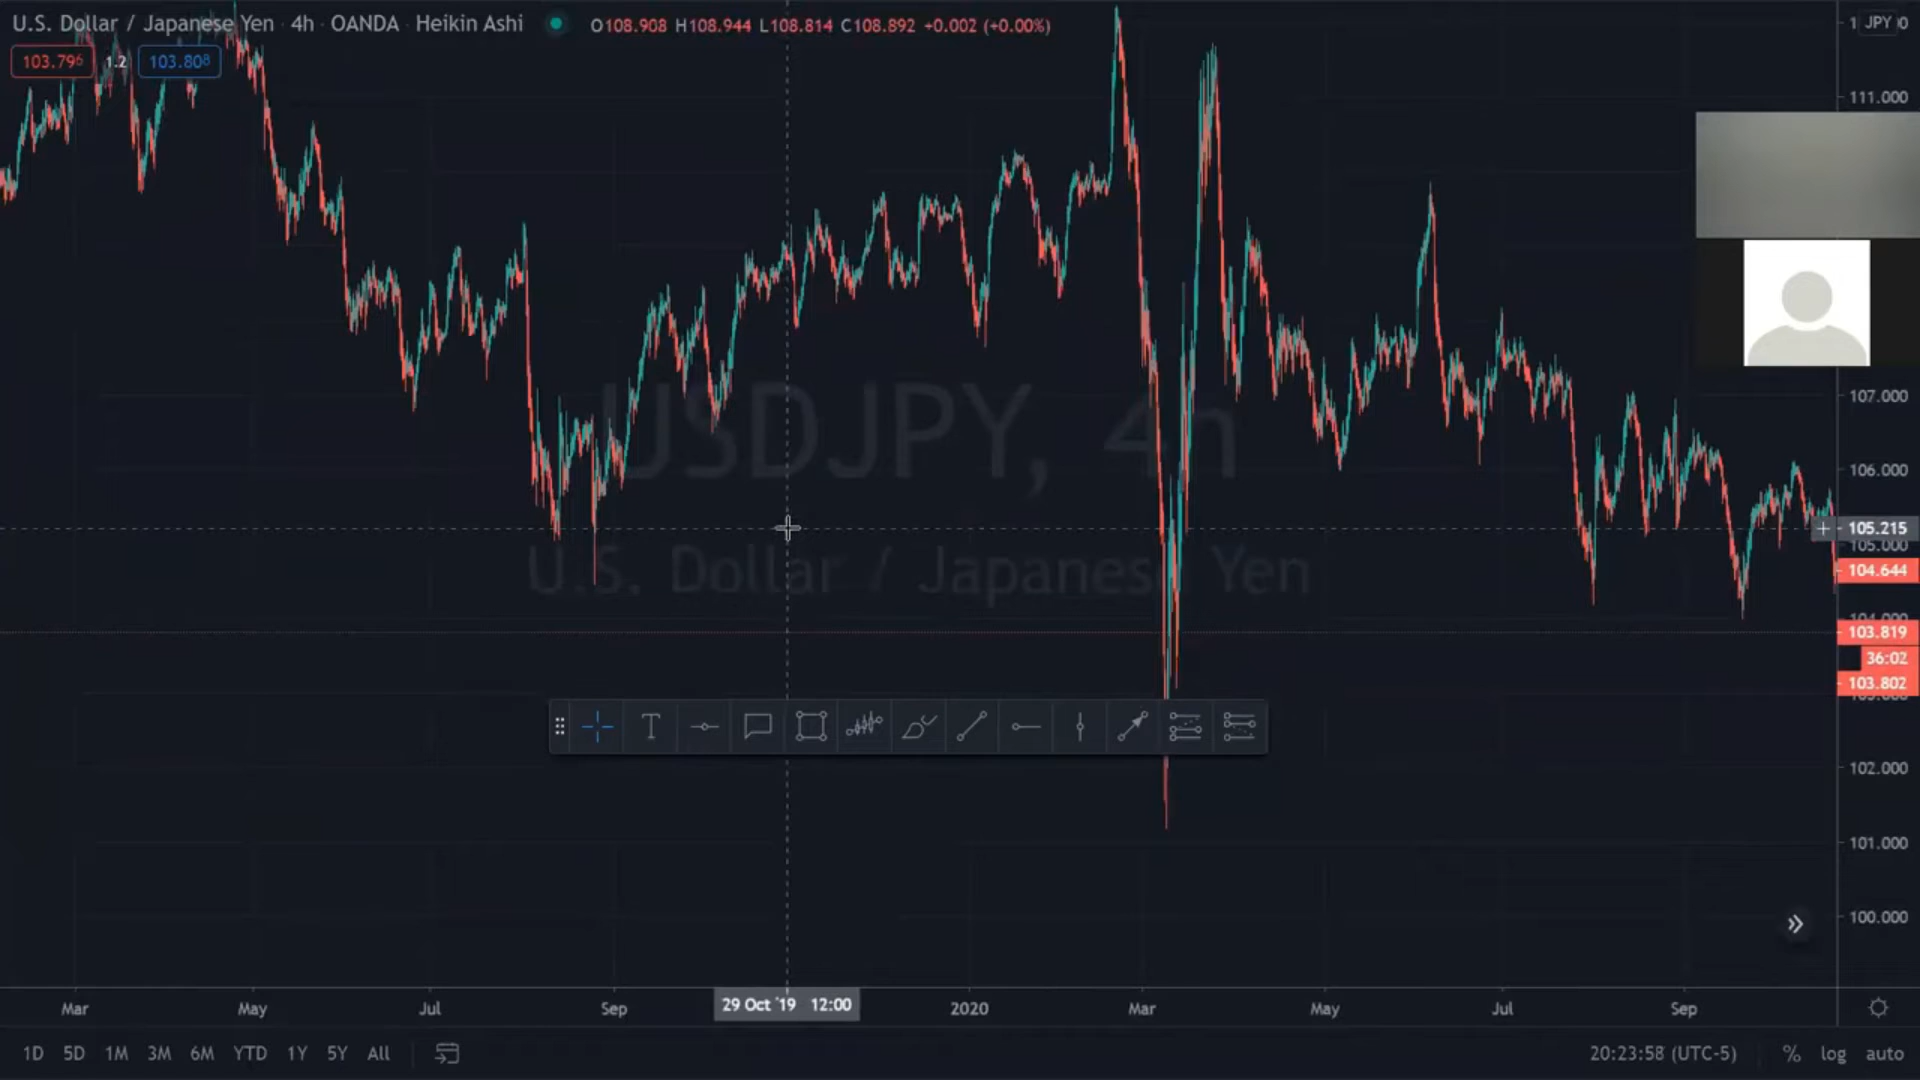 U.S. Dollar / Japanese Yen · 4h · OANDA · Heikin Ashi
O108.908 H108.944 L108.814 C108.892 +0.002 (+0.00%)
JPY
103.796 1.2 103.808
111.000
107.000
USDJPY, 4h
106.000
105.215
105.000
U.S. Dollar / Japanese Yen
104.644
104.000
103.819
36:02
103.802
T
102.000
101.000
100.000
Mar May Jul Sep 29 Oct '19 12:00 2020 Mar May Jul Sep
1D 5D 1M 3M 6M YTD 1Y 5Y All
20:23:58 (UTC-5) % log auto